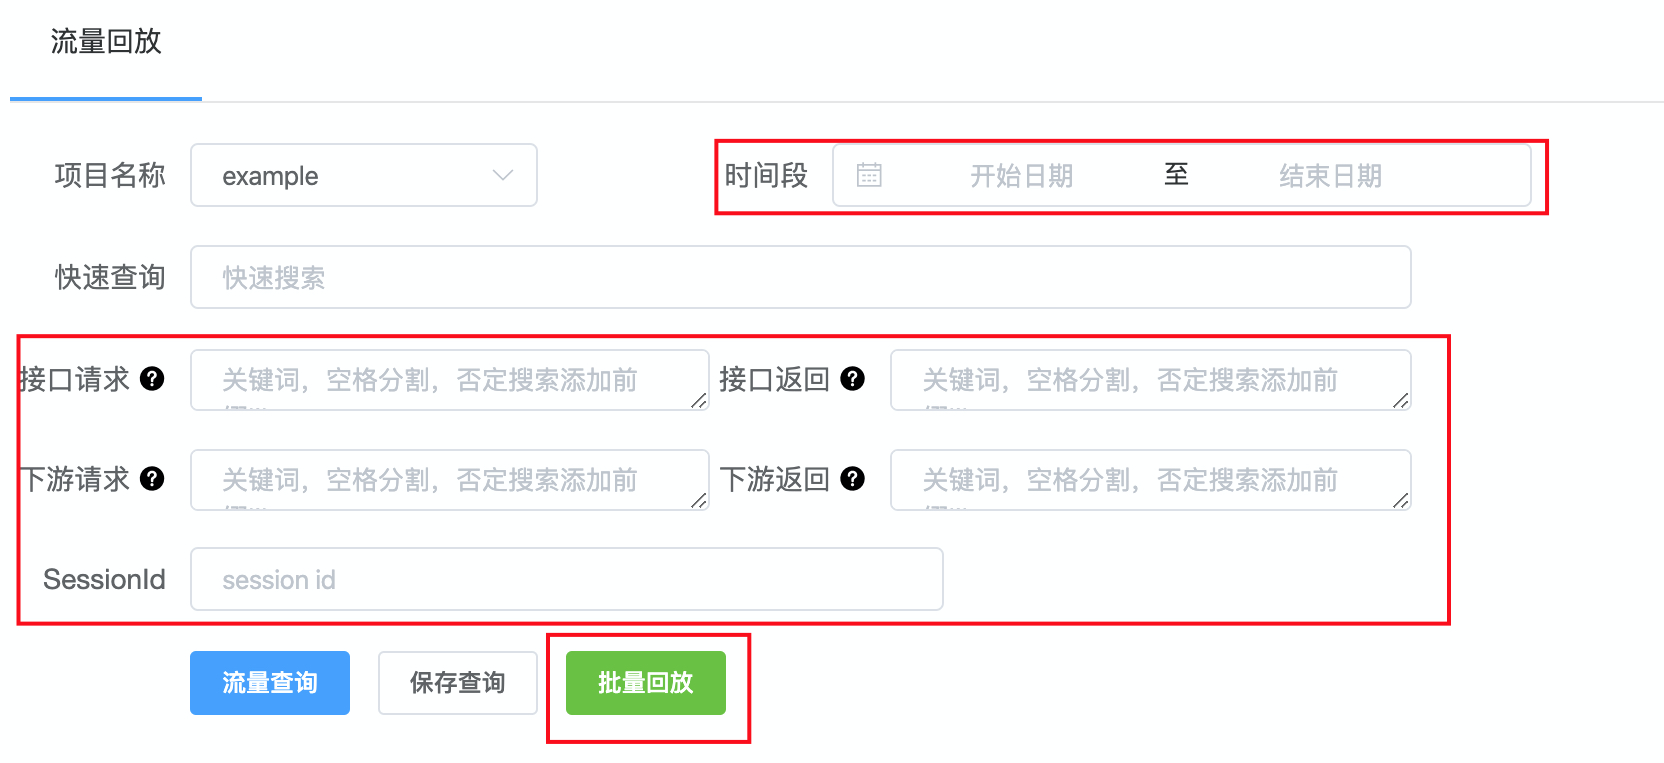 流量回放
项目名称 example 时间段 开始日期 至 结束日期
快速查询 快速搜索
接口请求 ? 关键词，空格分割，否定搜索添加前 接口返回 ? 关键词，空格分割，否定搜索添加前
下游请求 ? 关键词，空格分割，否定搜索添加前 下游返回 ? 关键词，空格分割，否定搜索添加前
SessionId session id
流量查询 保存查询 批量回放